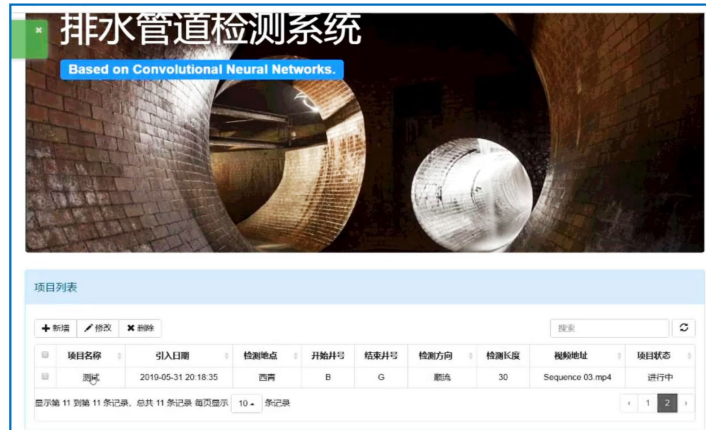 排水管道检测系统
Based on Convolutional Neural Networks.
项目列表
新增 修改 删除 搜索
项目名称 引入日期 检测地点 开始井号 结束井号 检测方向 检测长度 视频地址 项目状态
测试 2019-05-31 20:18:35 西青 B G 顺流 30 Sequence 03.mp4 进行中
显示第 11 到第 11 条记录，总共 11 条记录 每页显示 10 条记录 ‹ 1 2 ›